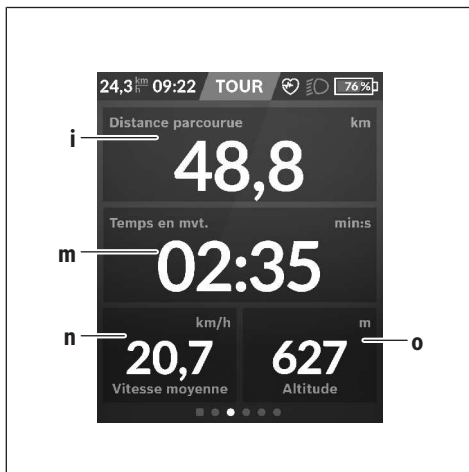 24,3 km/h 09:22 TOUR 76 %
Distance parcourue km
i
48,8
Temps en mvt. min:s
m
02:35
km/h m
n
o
20,7 627
Vitesse moyenne Altitude